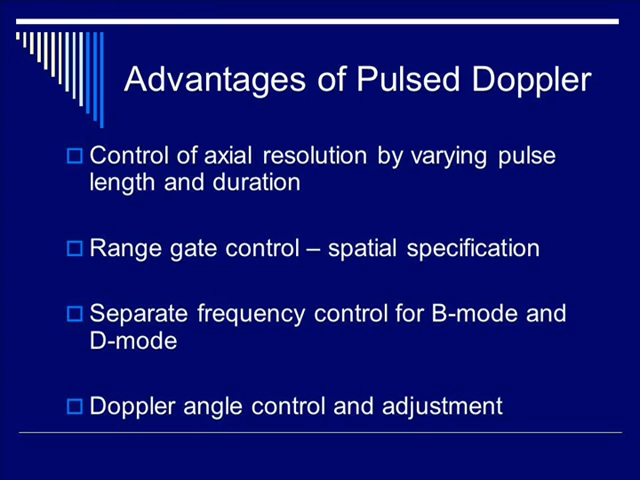 Advantages of Pulsed Doppler
Control of axial resolution by varying pulse
length and duration
Range gate control – spatial specification
Separate frequency control for B-mode and
D-mode
Doppler angle control and adjustment